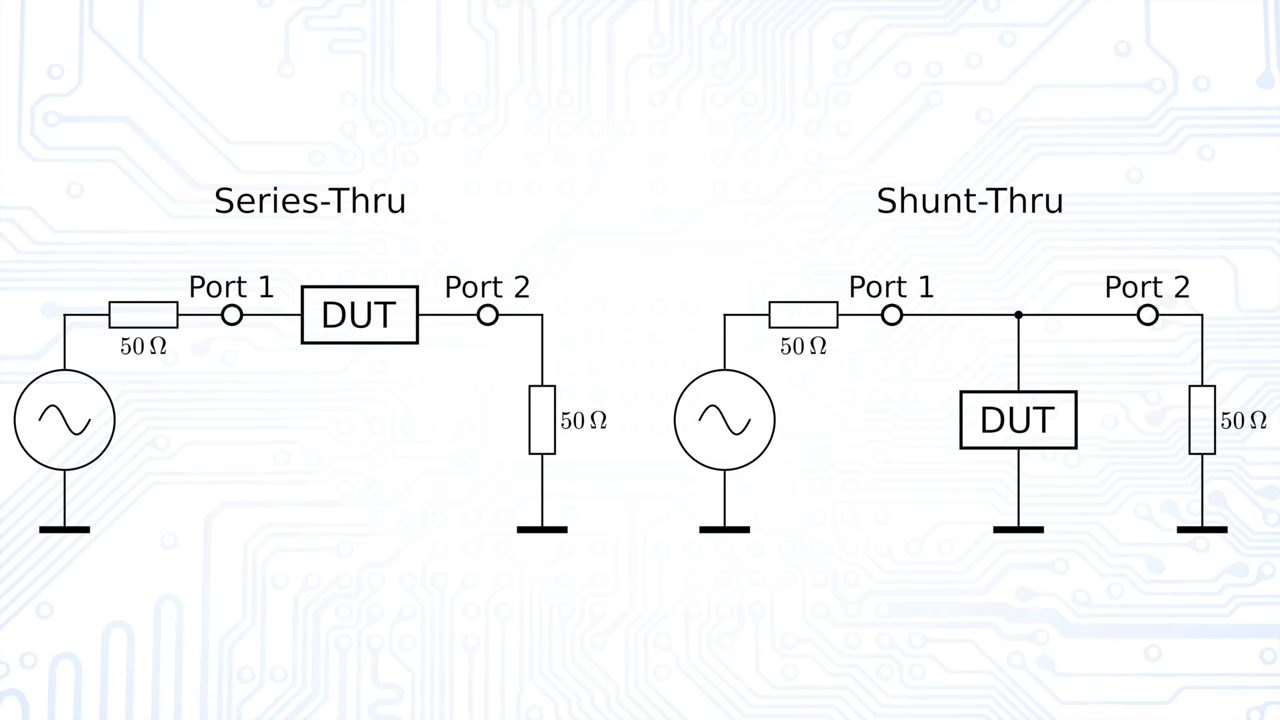 Series-Thru
Port 1
Port 2
DUT
50 Ω
50 Ω
Shunt-Thru
Port 1
Port 2
50 Ω
DUT
50 Ω